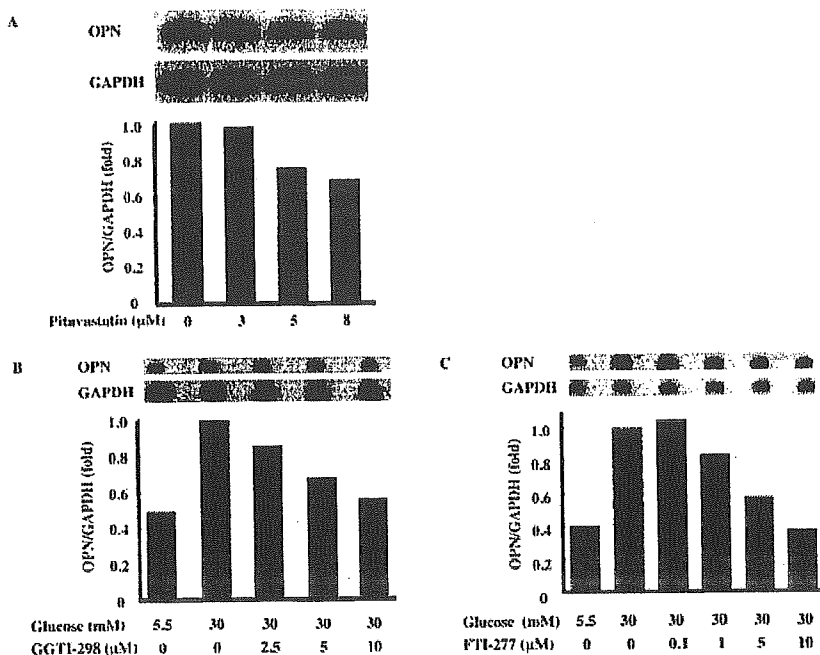 A
OPN
GAPDH
OPN/GAPDH (fold)
1.0
0.8
0.6
0.4
0.2
0
Pitavastatin (μM) 0 3 5 8
B
OPN
GAPDH
OPN/GAPDH (fold)
1.0
0.8
0.6
0.4
0.2
0
Glucose (mM) 5.5 30 30 30 30
GGTI-298 (μM) 0 0 2.5 5 10
C
OPN
GAPDH
OPN/GAPDH (fold)
1.0
0.8
0.6
0.4
0.2
0
Glucose (mM) 5.5 30 30 30 30 30
FTI-277 (μM) 0 0 0.1 1 5 10